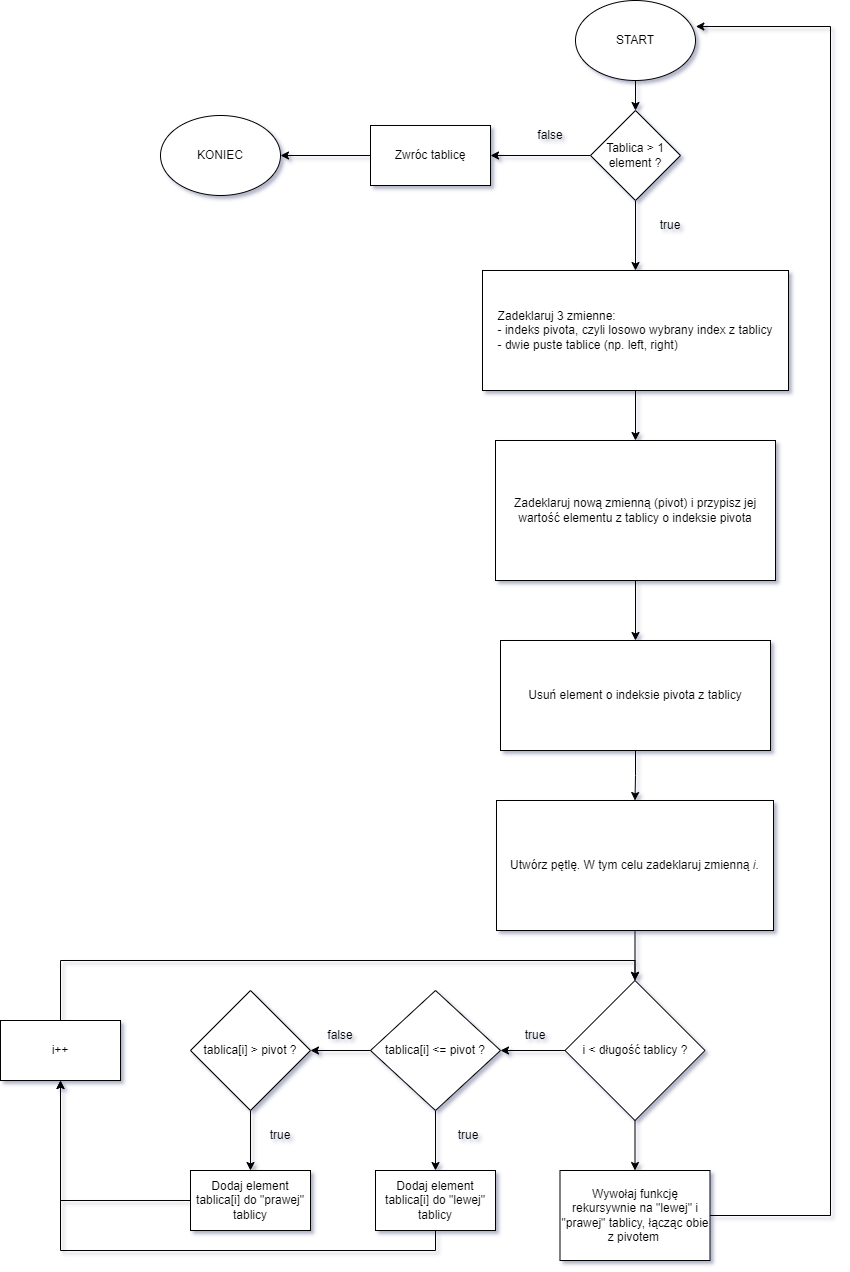 START
false
Tablica > 1
element ?
Zwróc tablicę
KONIEC
true
Zadeklaruj 3 zmienne:
- indeks pivota, czyli losowo wybrany index z tablicy
- dwie puste tablice (np. left, right)
Zadeklaruj nową zmienną (pivot) i przypisz jej
wartość elementu z tablicy o indeksie pivota
Usuń element o indeksie pivota z tablicy
Utwórz pętlę. W tym celu zadeklaruj zmienną i.
i < długość tablicy ?
true
tablica[i] <= pivot ?
false
tablica[i] > pivot ?
i++
true
true
Dodaj element
tablica[i] do "prawej"
tablicy
Dodaj element
tablica[i] do "lewej"
tablicy
Wywołaj funkcję
rekursywnie na "lewej" i
"prawej" tablicy, łącząc obie
z pivotem